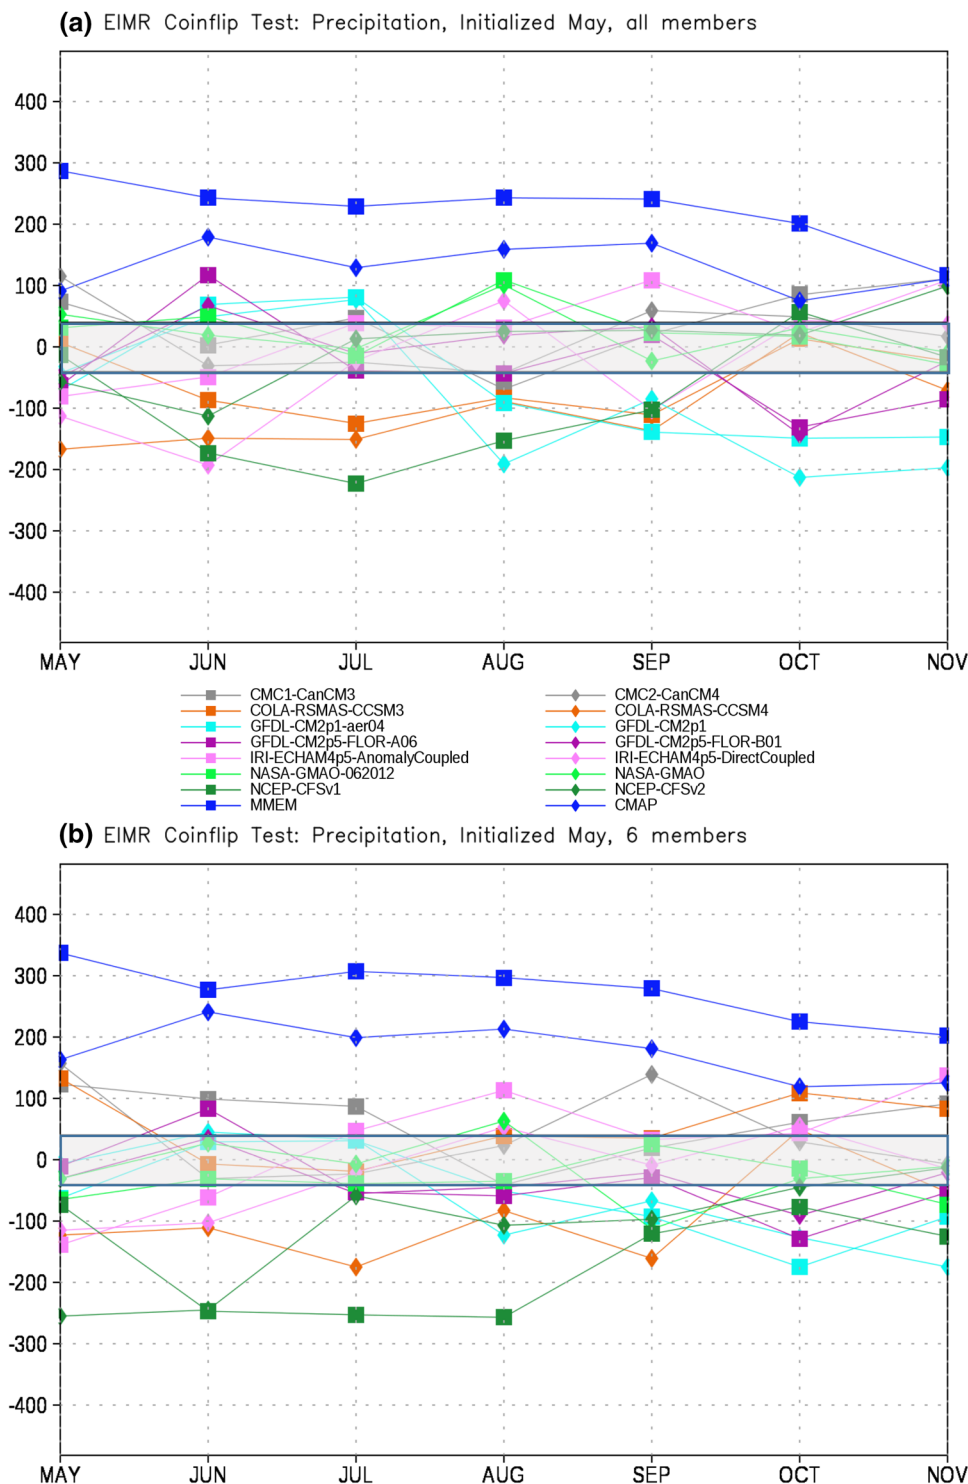 (a) EIMR Coinflip Test: Precipitation, Initialized May, all members
400
300
200
100
0
-100
-200
-300
-400
MAY JUN JUL AUG SEP OCT NOV
CMC1-CanCM3 CMC2-CanCM4
COLA-RSMAS-CCSM3 COLA-RSMAS-CCSM4
GFDL-CM2p1-aer04 GFDL-CM2p1
GFDL-CM2p5-FLOR-A06 GFDL-CM2p5-FLOR-B01
IRI-ECHAM4p5-AnomalyCoupled IRI-ECHAM4p5-DirectCoupled
NASA-GMAO-062012 NASA-GMAO
NCEP-CFSv1 NCEP-CFSv2
MMEM CMAP
(b) EIMR Coinflip Test: Precipitation, Initialized May, 6 members
400
300
200
100
0
-100
-200
-300
-400
MAY JUN JUL AUG SEP OCT NOV